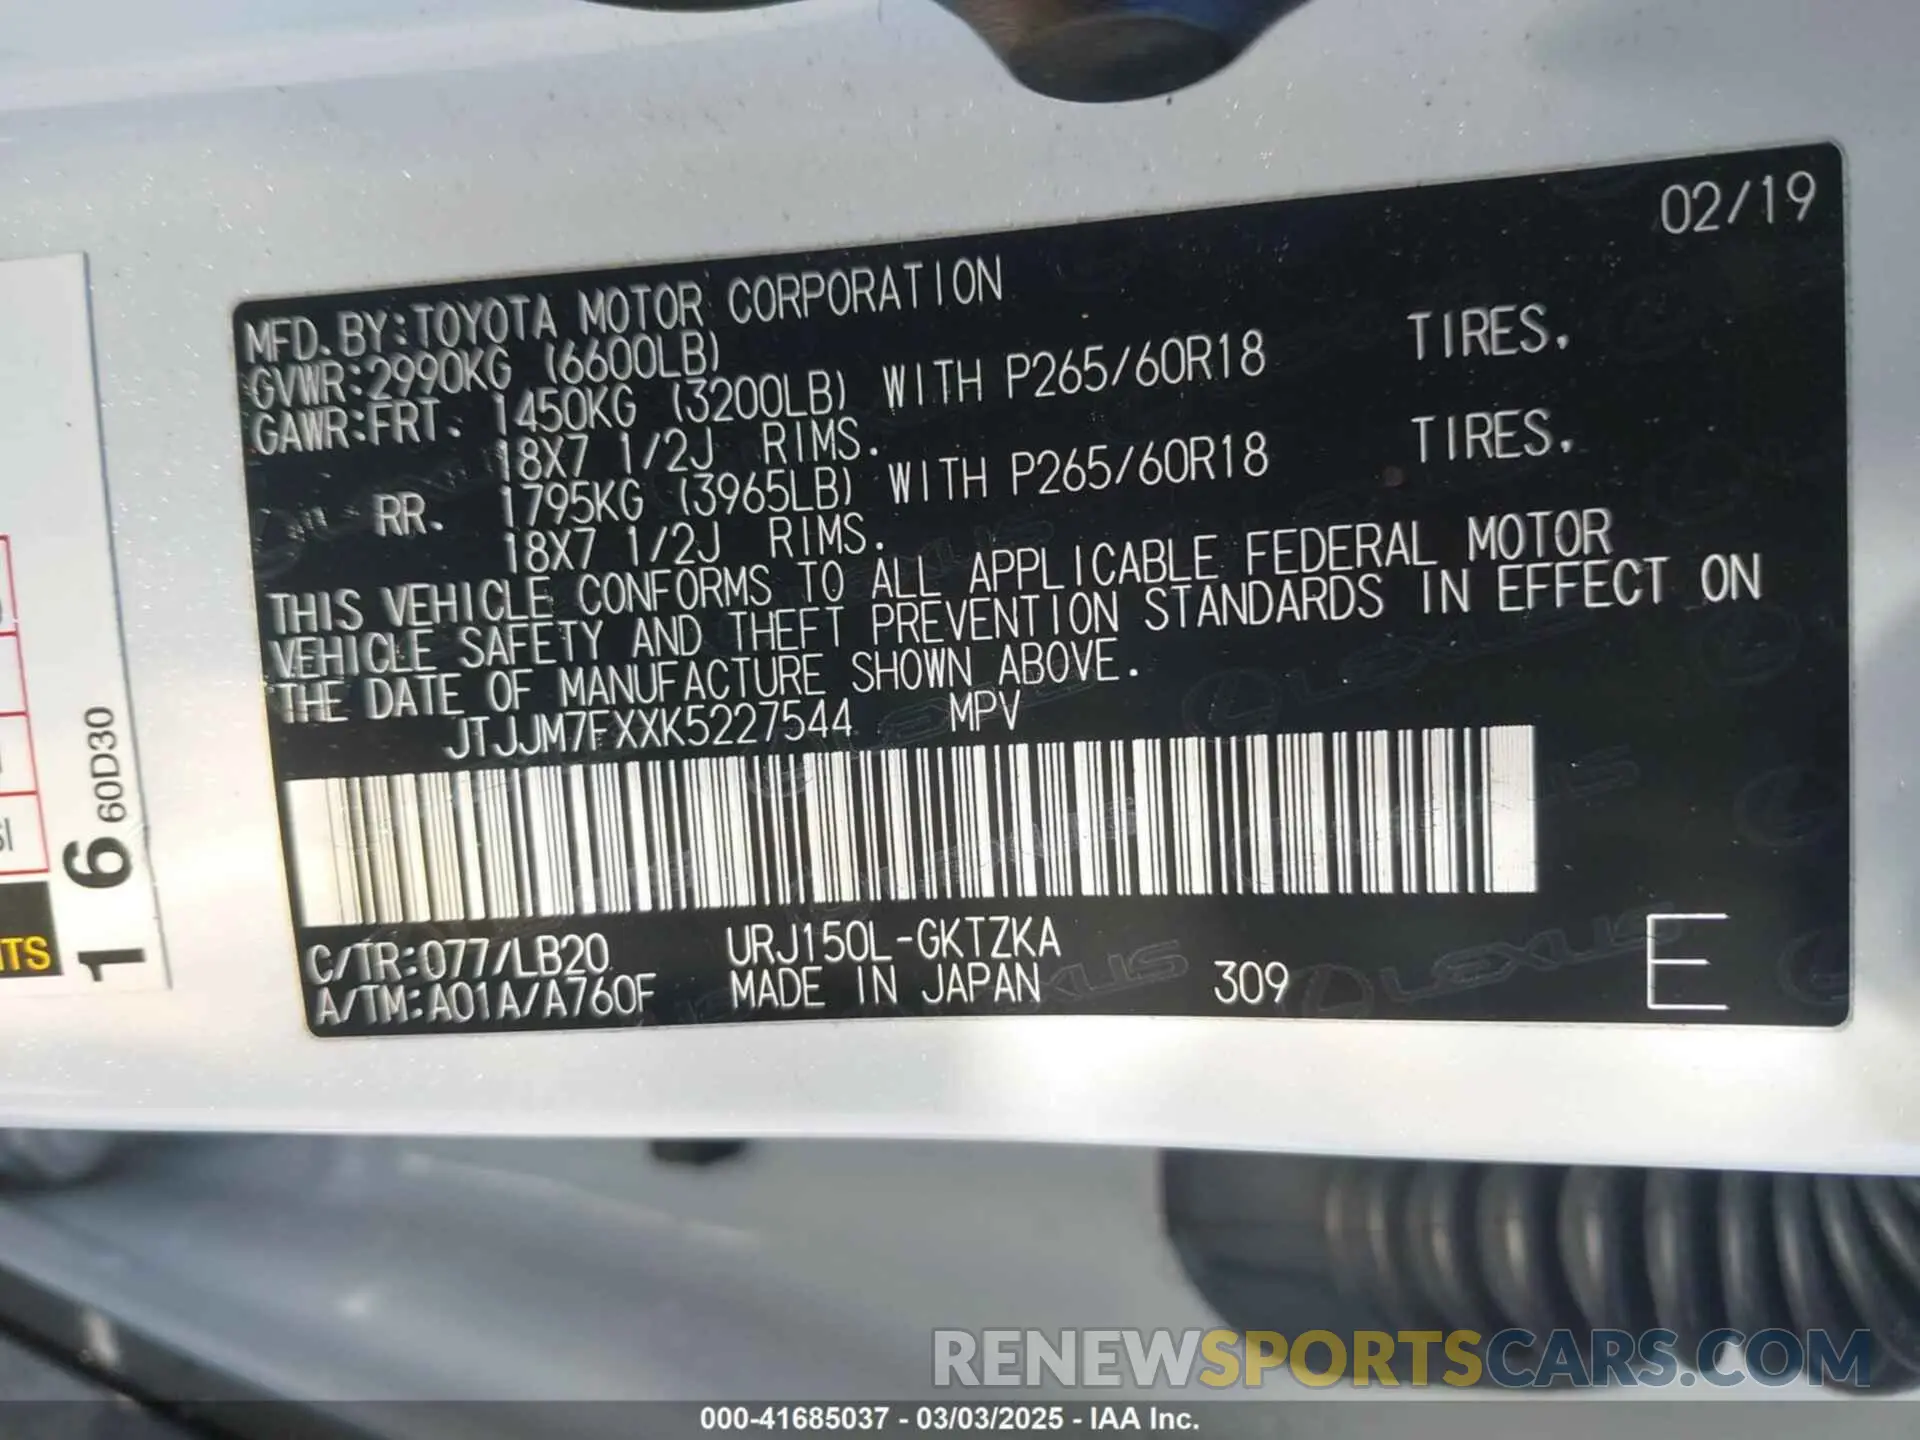 02/19
MFD. BY: TOYOTA MOTOR CORPORATION
GVWR: 2990KG (6600LB)
GAWR: FRT. 1450KG (3200LB) WITH P265/60R18 TIRES,
18X7 1/2J RIMS.
RR. 1795KG (3965LB) WITH P265/60R18 TIRES,
18X7 1/2J RIMS.
THIS VEHICLE CONFORMS TO ALL APPLICABLE FEDERAL MOTOR
VEHICLE SAFETY AND THEFT PREVENTION STANDARDS IN EFFECT ON
THE DATE OF MANUFACTURE SHOWN ABOVE.
JTJJM7FXXK5227544 MPV
C/TR: 077/LB20 URJ150L-GKTZKA
A/TM: A01A/A760F MADE IN JAPAN 309 E
16 60D30
LEXUS
RENEWSPORTSCARS.COM
000-41685037 - 03/03/2025 - IAA Inc.